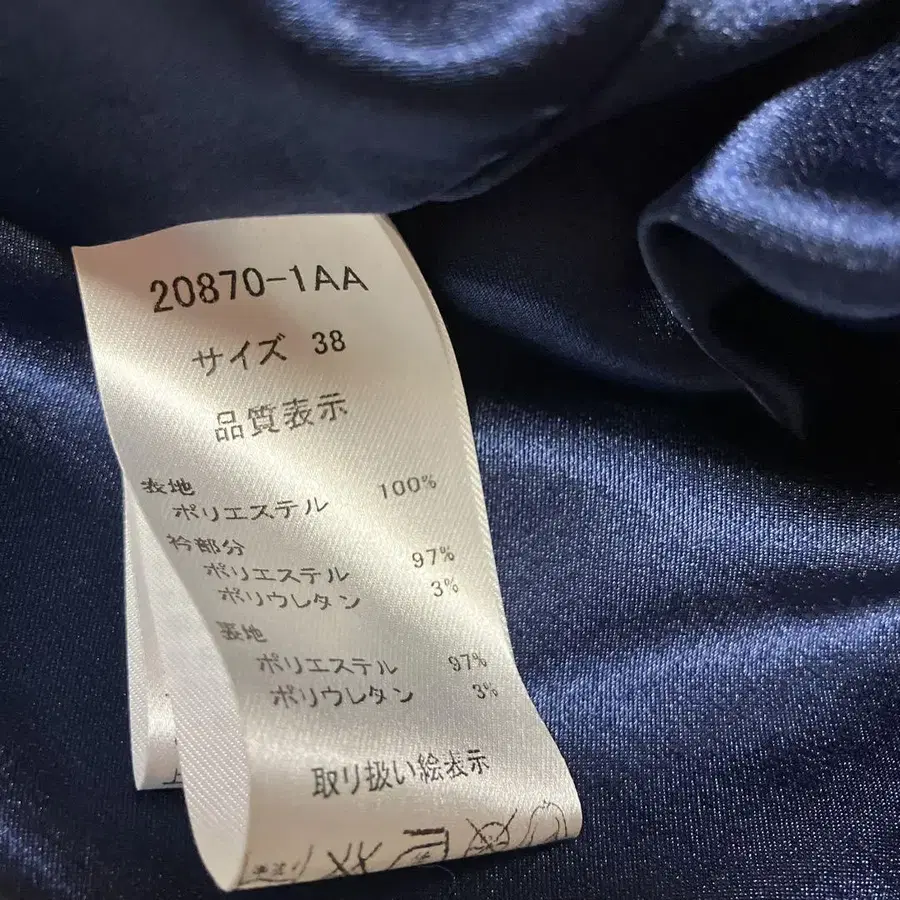 20870-1AA
サイズ 38
品質表示
表地
ポリエステル 100%
衿部分
ポリエステル 97%
ポリウレタン 3%
裏地
ポリエステル 97%
ポリウレタン 3%
取り扱い絵表示